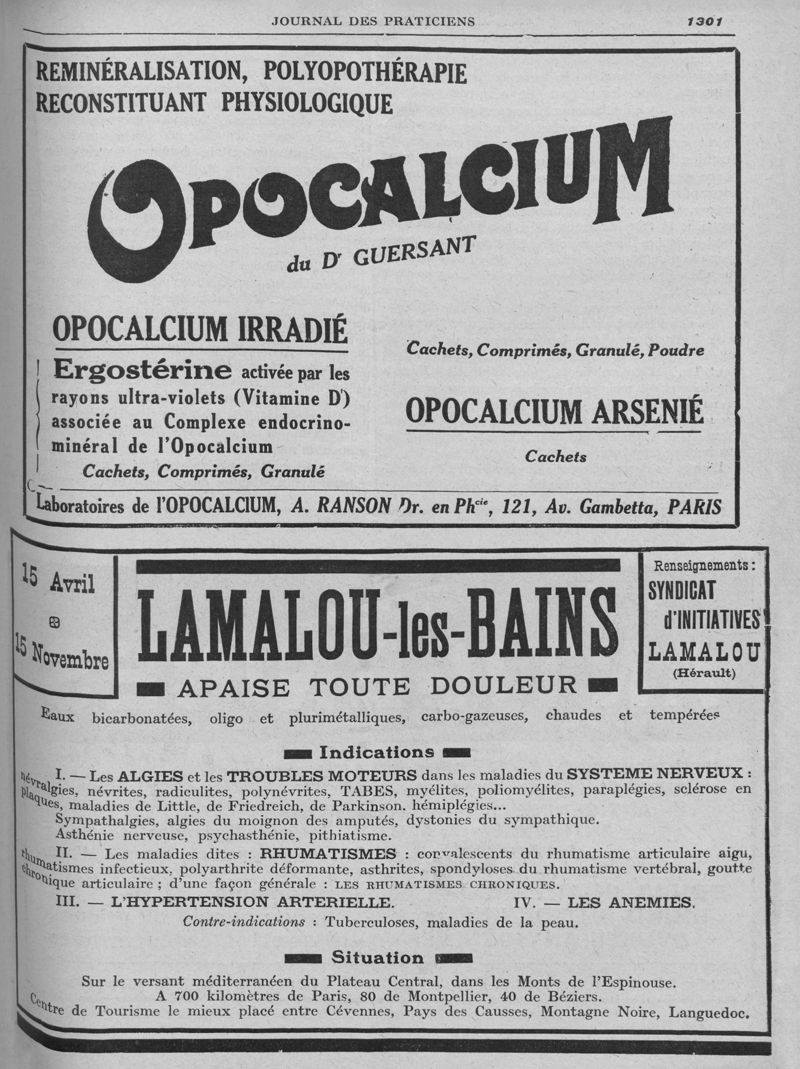 JOURNAL DES PRATICIENS 1301
REMINÉRALISATION, POLYOPOTHÉRAPIE
RECONSTITUANT PHYSIOLOGIQUE
OPOCALCIUM
du Dr GUERSANT
OPOCALCIUM IRRADIÉ
Ergostérine activée par les
rayons ultra-violets (Vitamine D')
associée au Complexe endocrino-
minéral de l'Opocalcium
Cachets, Comprimés, Granulé
Cachets, Comprimés, Granulé, Poudre
OPOCALCIUM ARSENIÉ
Cachets
Laboratoires de l'OPOCALCIUM, A. RANSON Dr. en Phcie, 121, Av. Gambetta, PARIS
15 Avril
15 Novembre
LAMALOU-les-BAINS
APAISE TOUTE DOULEUR
Renseignements :
SYNDICAT
d'INITIATIVES
LAMALOU
(Hérault)
Eaux bicarbonatées, oligo et plurimétalliques, carbo-gazeuses, chaudes et tempérées
Indications
I. — Les ALGIES et les TROUBLES MOTEURS dans les maladies du SYSTEME NERVEUX :
névralgies, névrites, radiculites, polynévrites, TABES, myélites, poliomyélites, paraplégies, sclérose en
plaques, maladies de Little, de Friedreich, de Parkinson. hémiplégies...
Sympathalgies, algies du moignon des amputés, dystonies du sympathique.
Asthénie nerveuse, psychasthénie, pithiatisme.
II. — Les maladies dites : RHUMATISMES : convalescents du rhumatisme articulaire aigu,
rhumatismes infectieux, polyarthrite déformante, asthrites, spondyloses du rhumatisme vertébral, goutte
chronique articulaire ; d'une façon générale : LES RHUMATISMES CHRONIQUES.
III. — L'HYPERTENSION ARTERIELLE. IV. — LES ANEMIES.
Contre-indications : Tuberculoses, maladies de la peau.
Situation
Sur le versant méditerranéen du Plateau Central, dans les Monts de l'Espinouse.
A 700 kilomètres de Paris, 80 de Montpellier, 40 de Béziers.
Centre de Tourisme le mieux placé entre Cévennes, Pays des Causses, Montagne Noire, Languedoc.